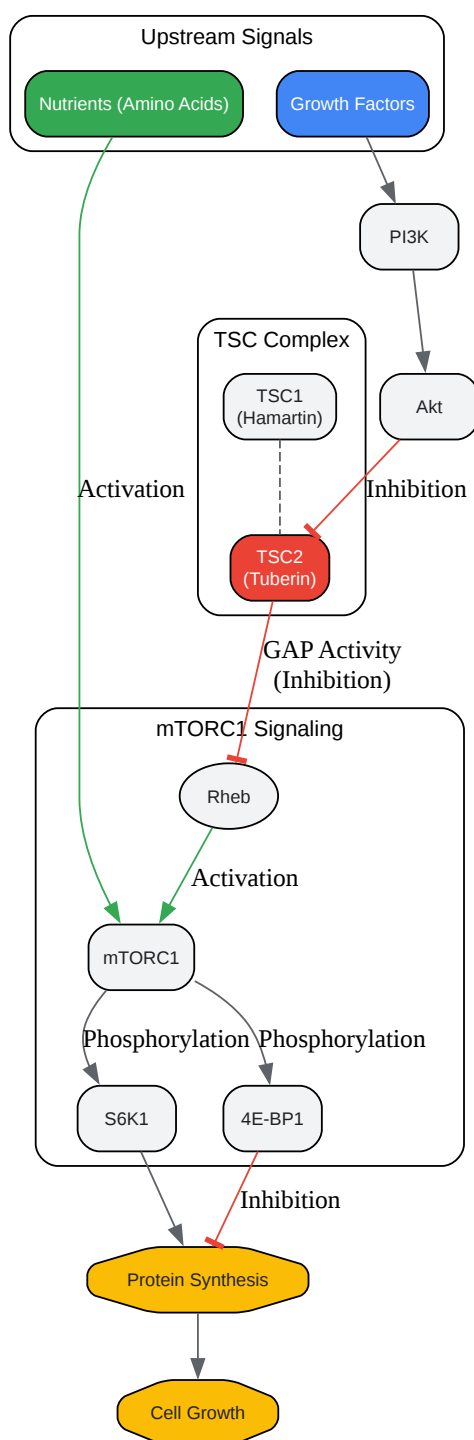 Upstream Signals
Nutrients (Amino Acids)
Growth Factors
PI3K
TSC Complex
TSC1
(Hamartin)
Akt
Activation
Inhibition
TSC2
(Tuberin)
GAP Activity
(Inhibition)
mTORC1 Signaling
Rheb
Activation
mTORC1
Phosphorylation
Phosphorylation
S6K1
4E-BP1
Inhibition
Protein Synthesis
Cell Growth